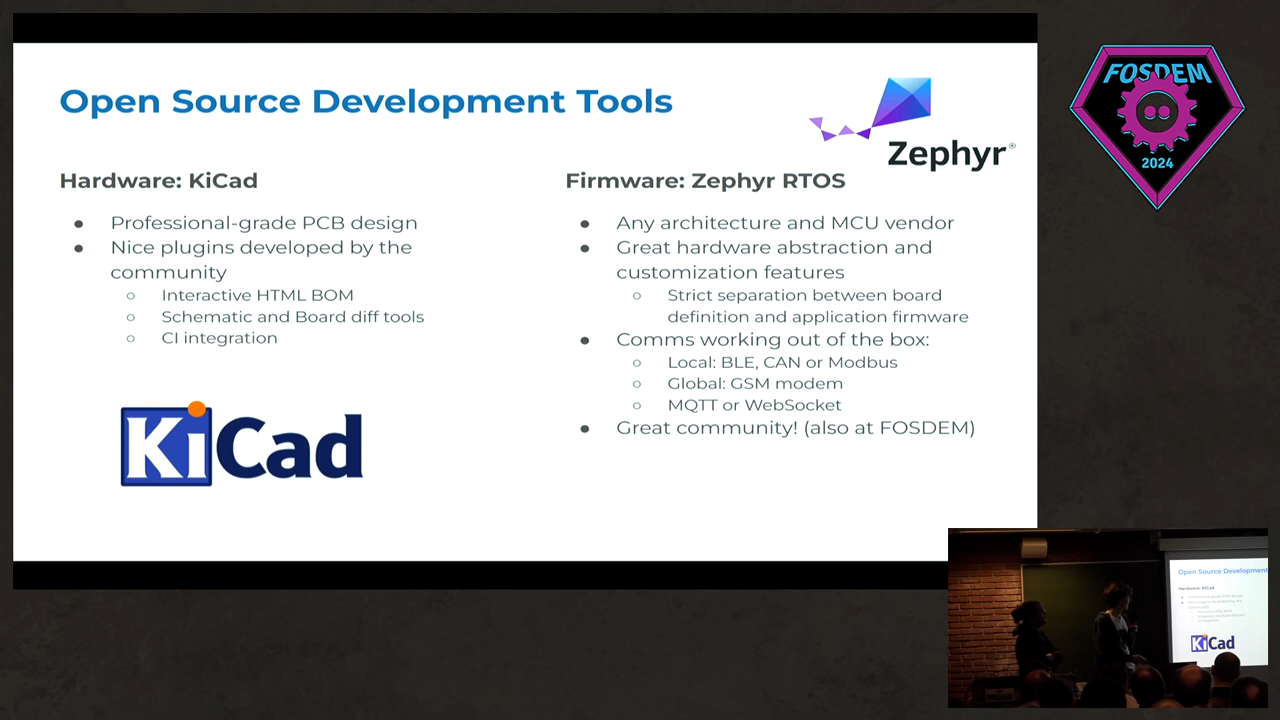 Open Source Development Tools
Zephyr®
Hardware: KiCad
● Professional-grade PCB design
● Nice plugins developed by the
community
○ Interactive HTML BOM
○ Schematic and Board diff tools
○ CI integration
KiCad
Firmware: Zephyr RTOS
● Any architecture and MCU vendor
● Great hardware abstraction and
customization features
○ Strict separation between board
definition and application firmware
● Comms working out of the box:
○ Local: BLE, CAN or Modbus
○ Global: GSM modem
○ MQTT or WebSocket
● Great community! (also at FOSDEM)
FOSDEM
2024
Open Source Development
Hardware: KiCad
KiCad